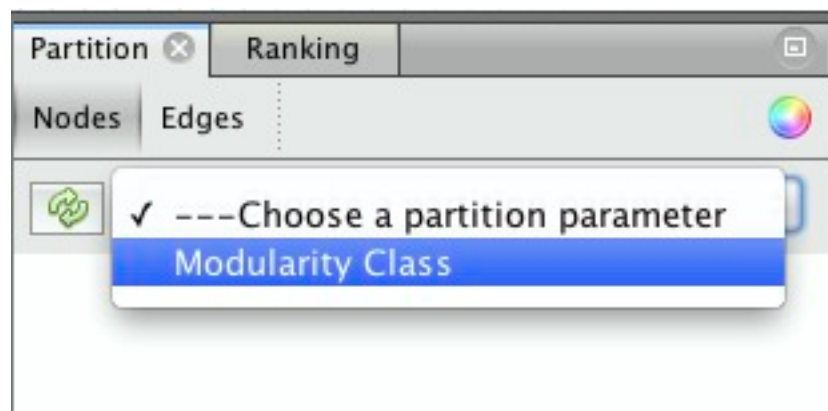 Partition Ranking
Nodes Edges
✓ ---Choose a partition parameter
Modularity Class